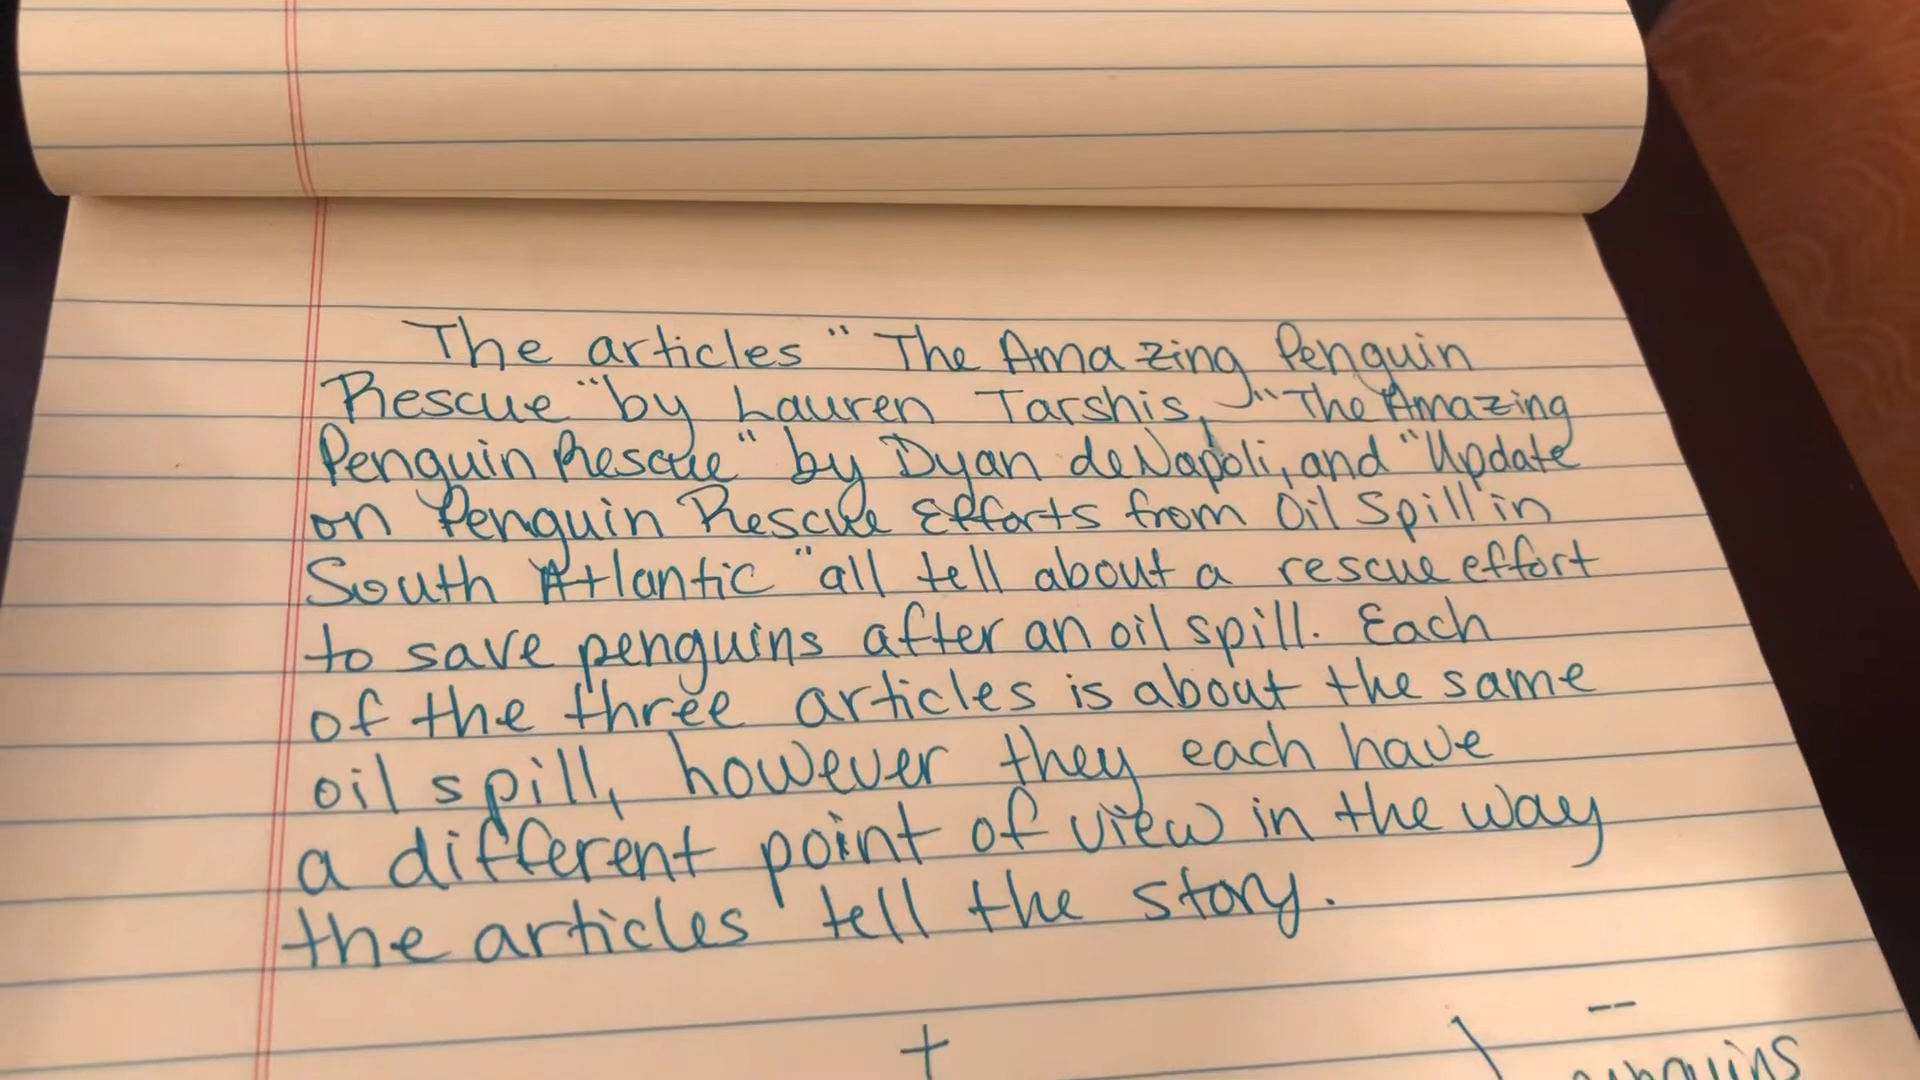 The articles "The Amazing Penguin
Rescue" by Lauren Tarshis, "The Amazing
Penguin Rescue" by Dyan deNapoli, and "Update
on Penguin Rescue Efforts from Oil Spill in
South Atlantic" all tell about a rescue effort
to save penguins after an oil spill. Each
of the three articles is about the same
oil spill, however they each have
a different point of view in the way
the articles tell the story.
penguins